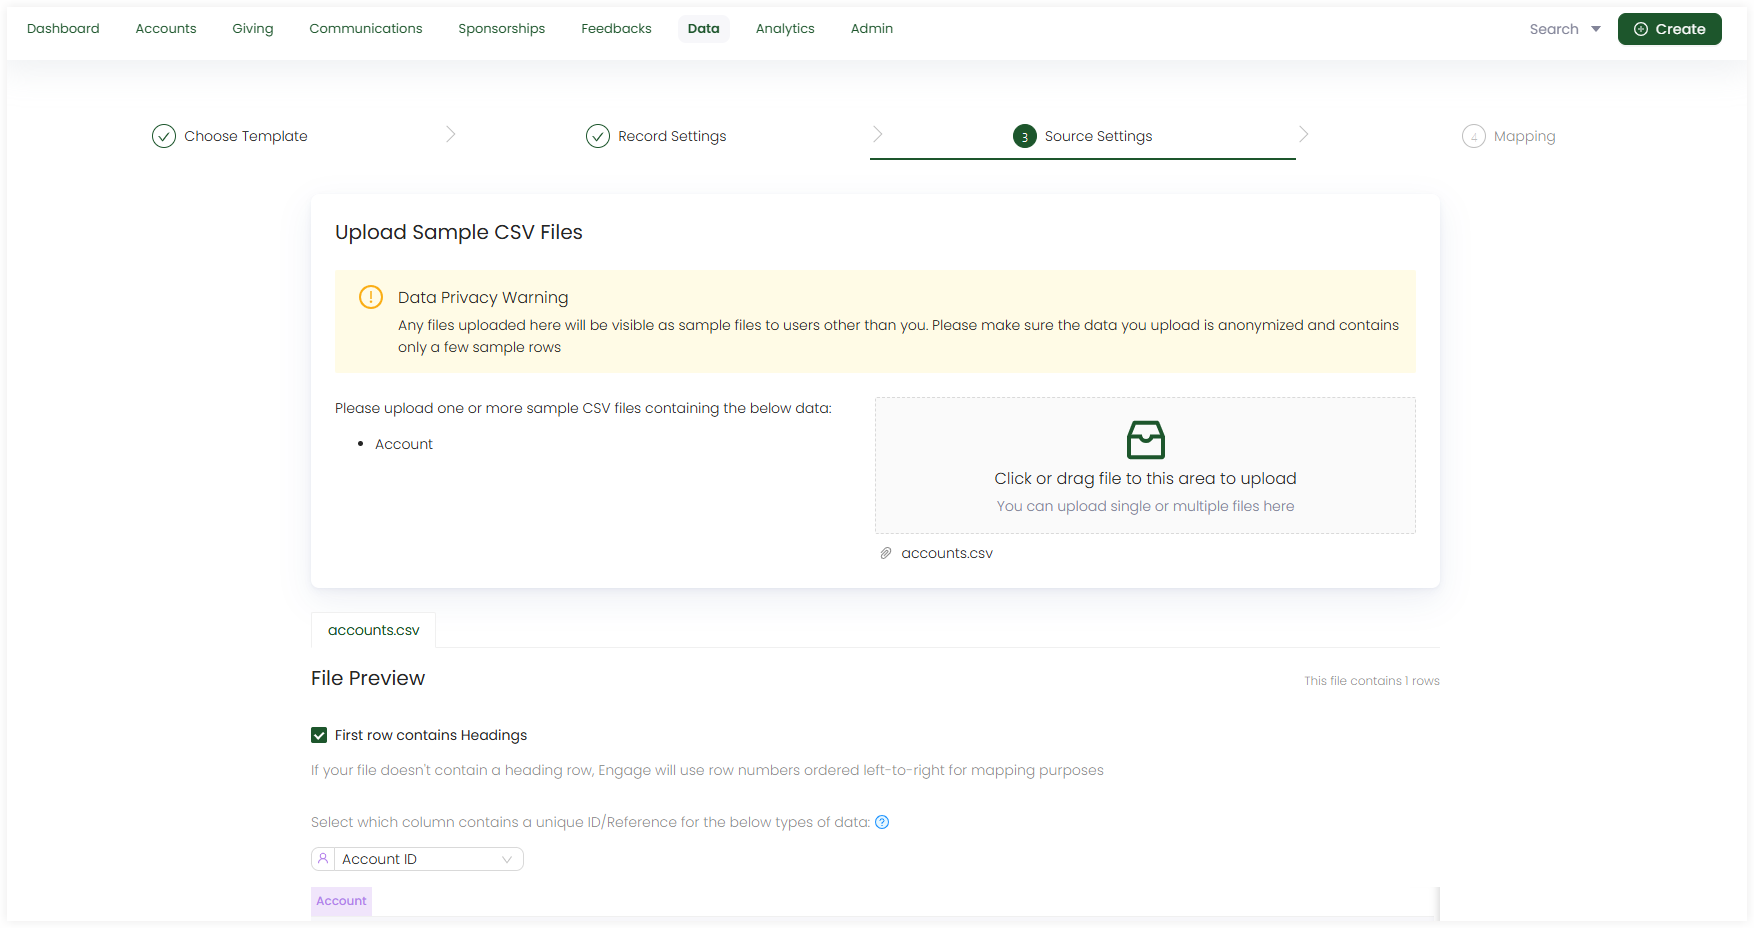 Dashboard Accounts Giving Communications Sponsorships Feedbacks Data Analytics Admin Search Create
Choose Template Record Settings 3 Source Settings 4 Mapping
Upload Sample CSV Files
Data Privacy Warning
Any files uploaded here will be visible as sample files to users other than you. Please make sure the data you upload is anonymized and contains
only a few sample rows
Please upload one or more sample CSV files containing the below data:
• Account
Click or drag file to this area to upload
You can upload single or multiple files here
accounts.csv
accounts.csv
File Preview
This file contains 1 rows
First row contains Headings
If your file doesn't contain a heading row, Engage will use row numbers ordered left-to-right for mapping purposes
Select which column contains a unique ID/Reference for the below types of data:
Account ID
Account